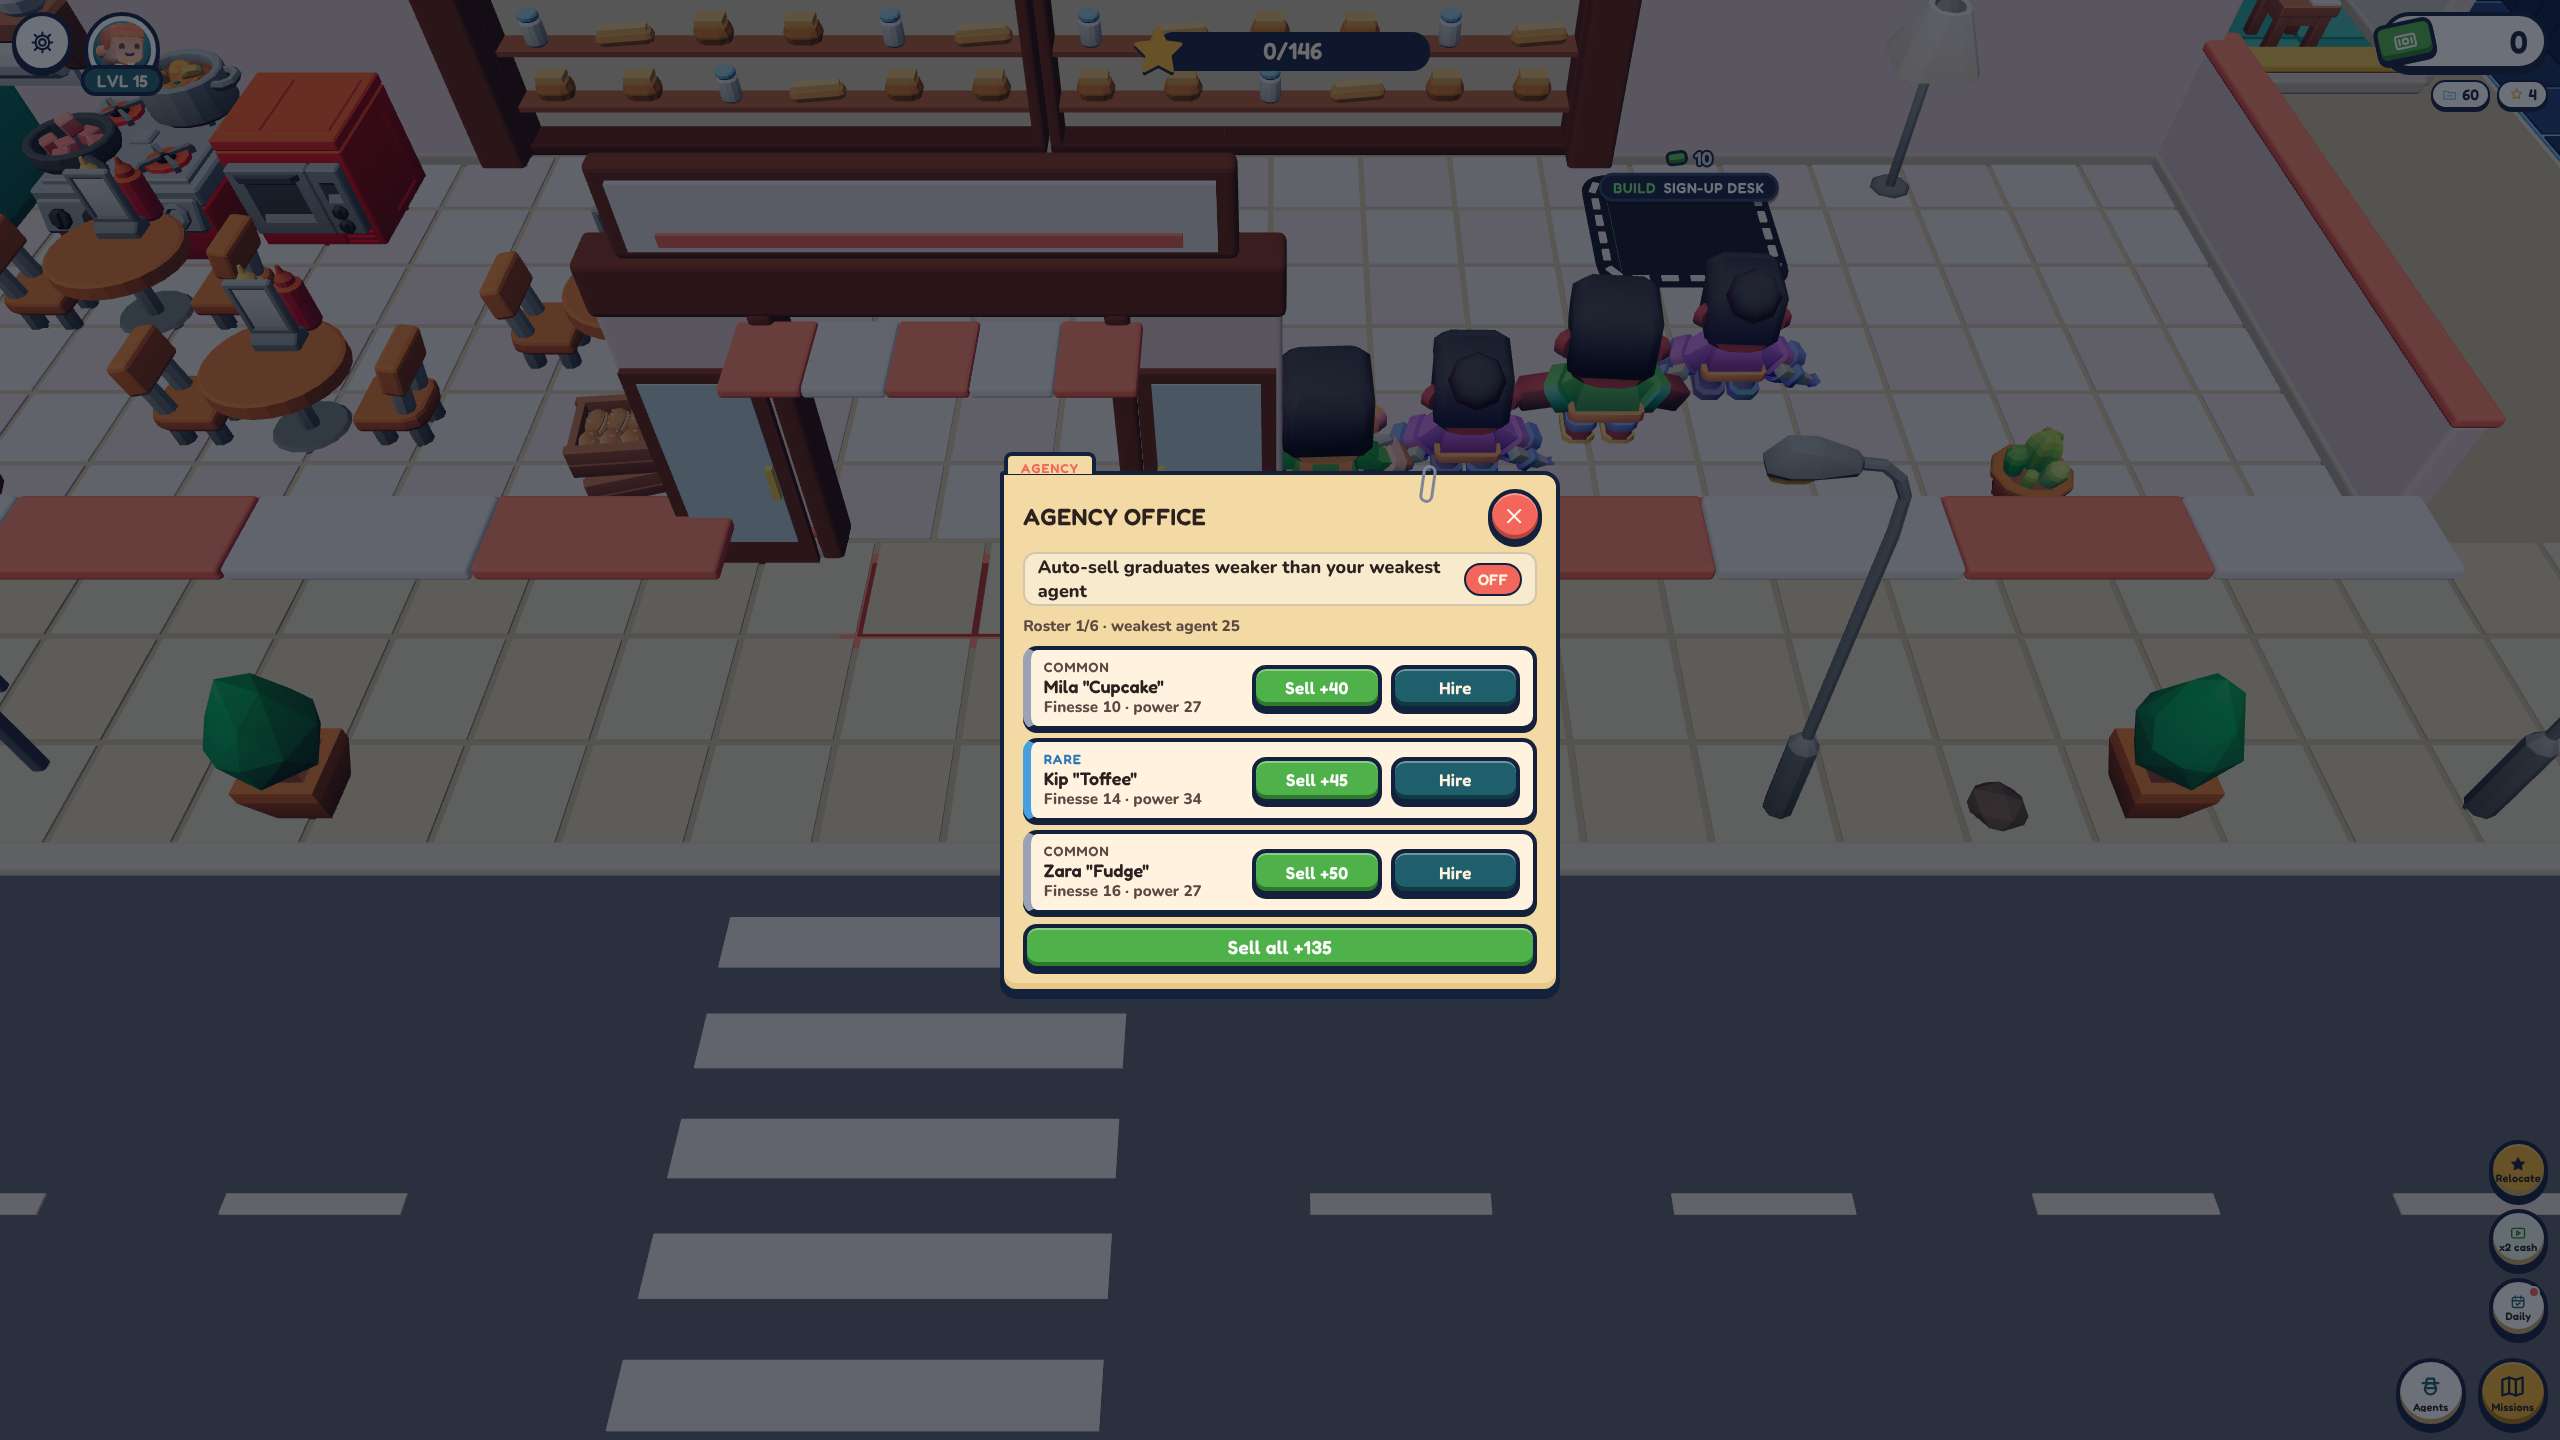 LVL 15
0/146
0
60
4
10
BUILD SIGN-UP DESK
AGENCY
AGENCY OFFICE
Auto-sell graduates weaker than your weakest
agent
OFF
Roster 1/6 · weakest agent 25
COMMON
Mila "Cupcake"
Finesse 10 · power 27
Sell +40
Hire
RARE
Kip "Toffee"
Finesse 14 · power 34
Sell +45
Hire
COMMON
Zara "Fudge"
Finesse 16 · power 27
Sell +50
Hire
Sell all +135
Relocate
x2 cash
Daily
Agents
Missions